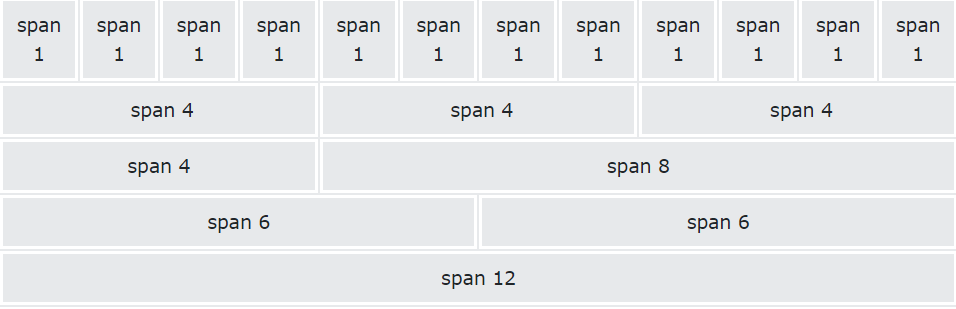 span span span span span span span span span span span span
1 1 1 1 1 1 1 1 1 1 1 1
span 4 span 4 span 4
span 4 span 8
span 6 span 6
span 12